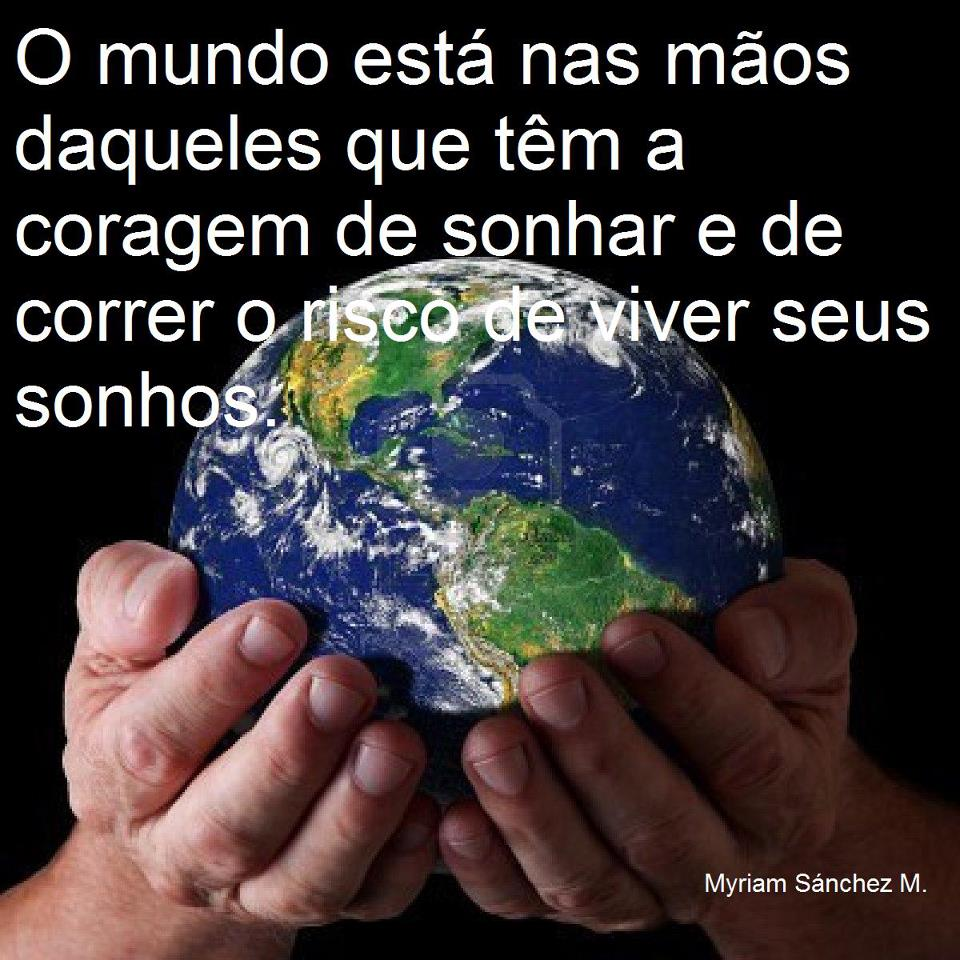 O mundo está nas mãos
daqueles que têm a
coragem de sonhar e de
correr o risco de viver seus
sonhos.
Myriam Sánchez M.